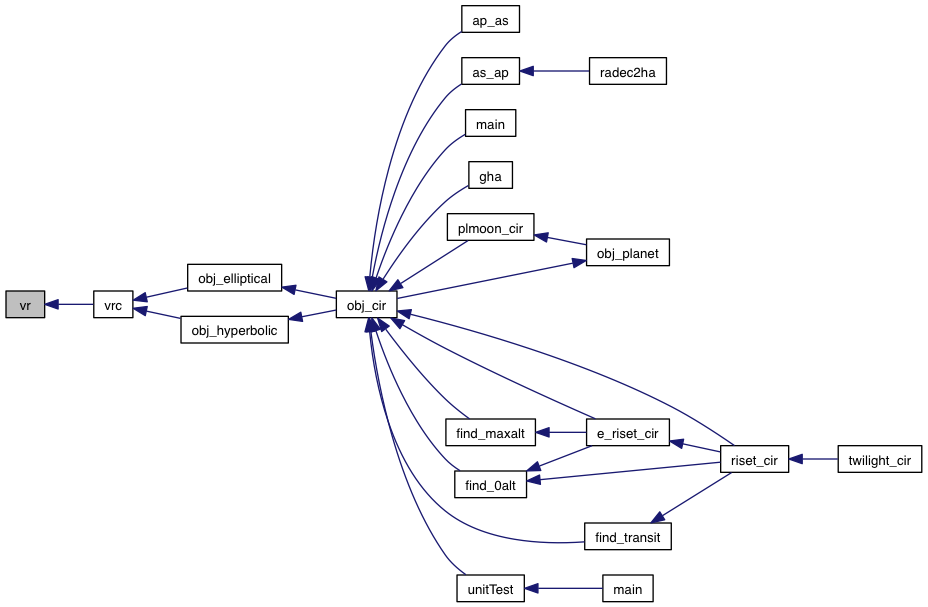 ap_as
as_ap
radec2ha
main
gha
plmoon_cir
obj_planet
obj_elliptical
vr
vrc
obj_cir
obj_hyperbolic
find_maxalt
e_riset_cir
riset_cir
twilight_cir
find_0alt
find_transit
unitTest
main